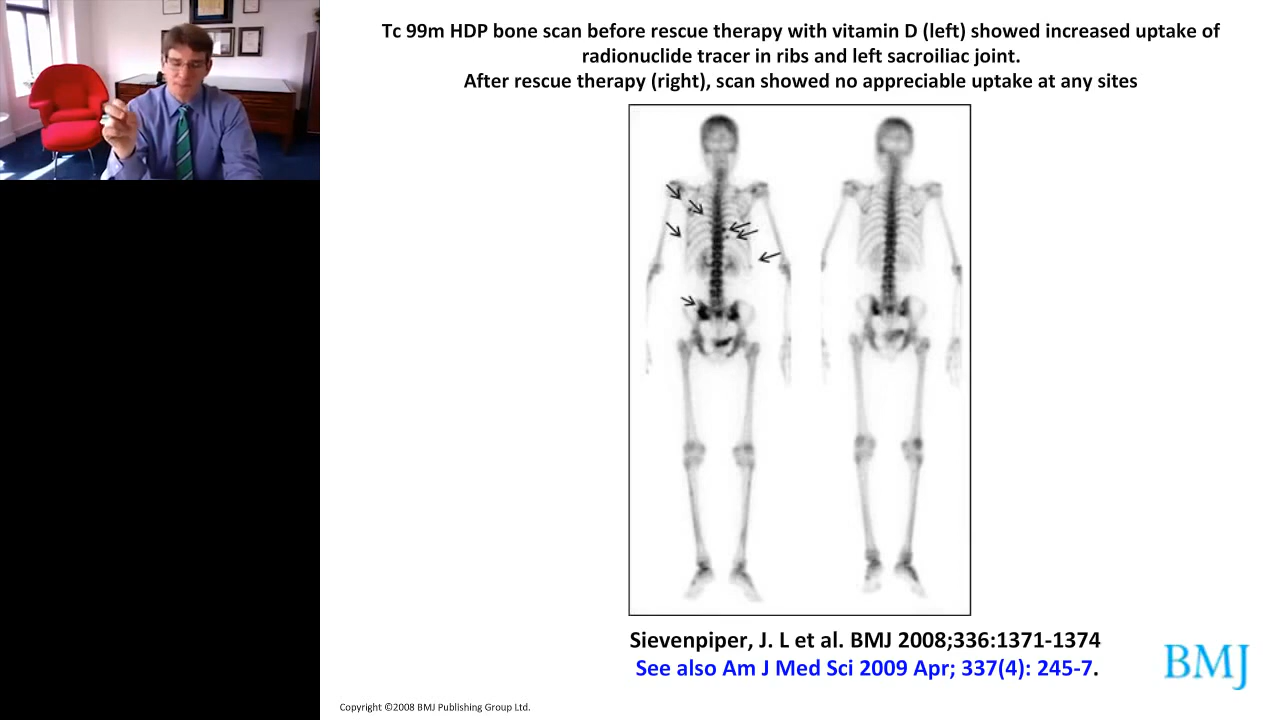 Tc 99m HDP bone scan before rescue therapy with vitamin D (left) showed increased uptake of
radionuclide tracer in ribs and left sacroiliac joint.
After rescue therapy (right), scan showed no appreciable uptake at any sites
Sievenpiper, J. L et al. BMJ 2008;336:1371-1374
See also Am J Med Sci 2009 Apr; 337(4): 245-7.
BMJ
Copyright ©2008 BMJ Publishing Group Ltd.